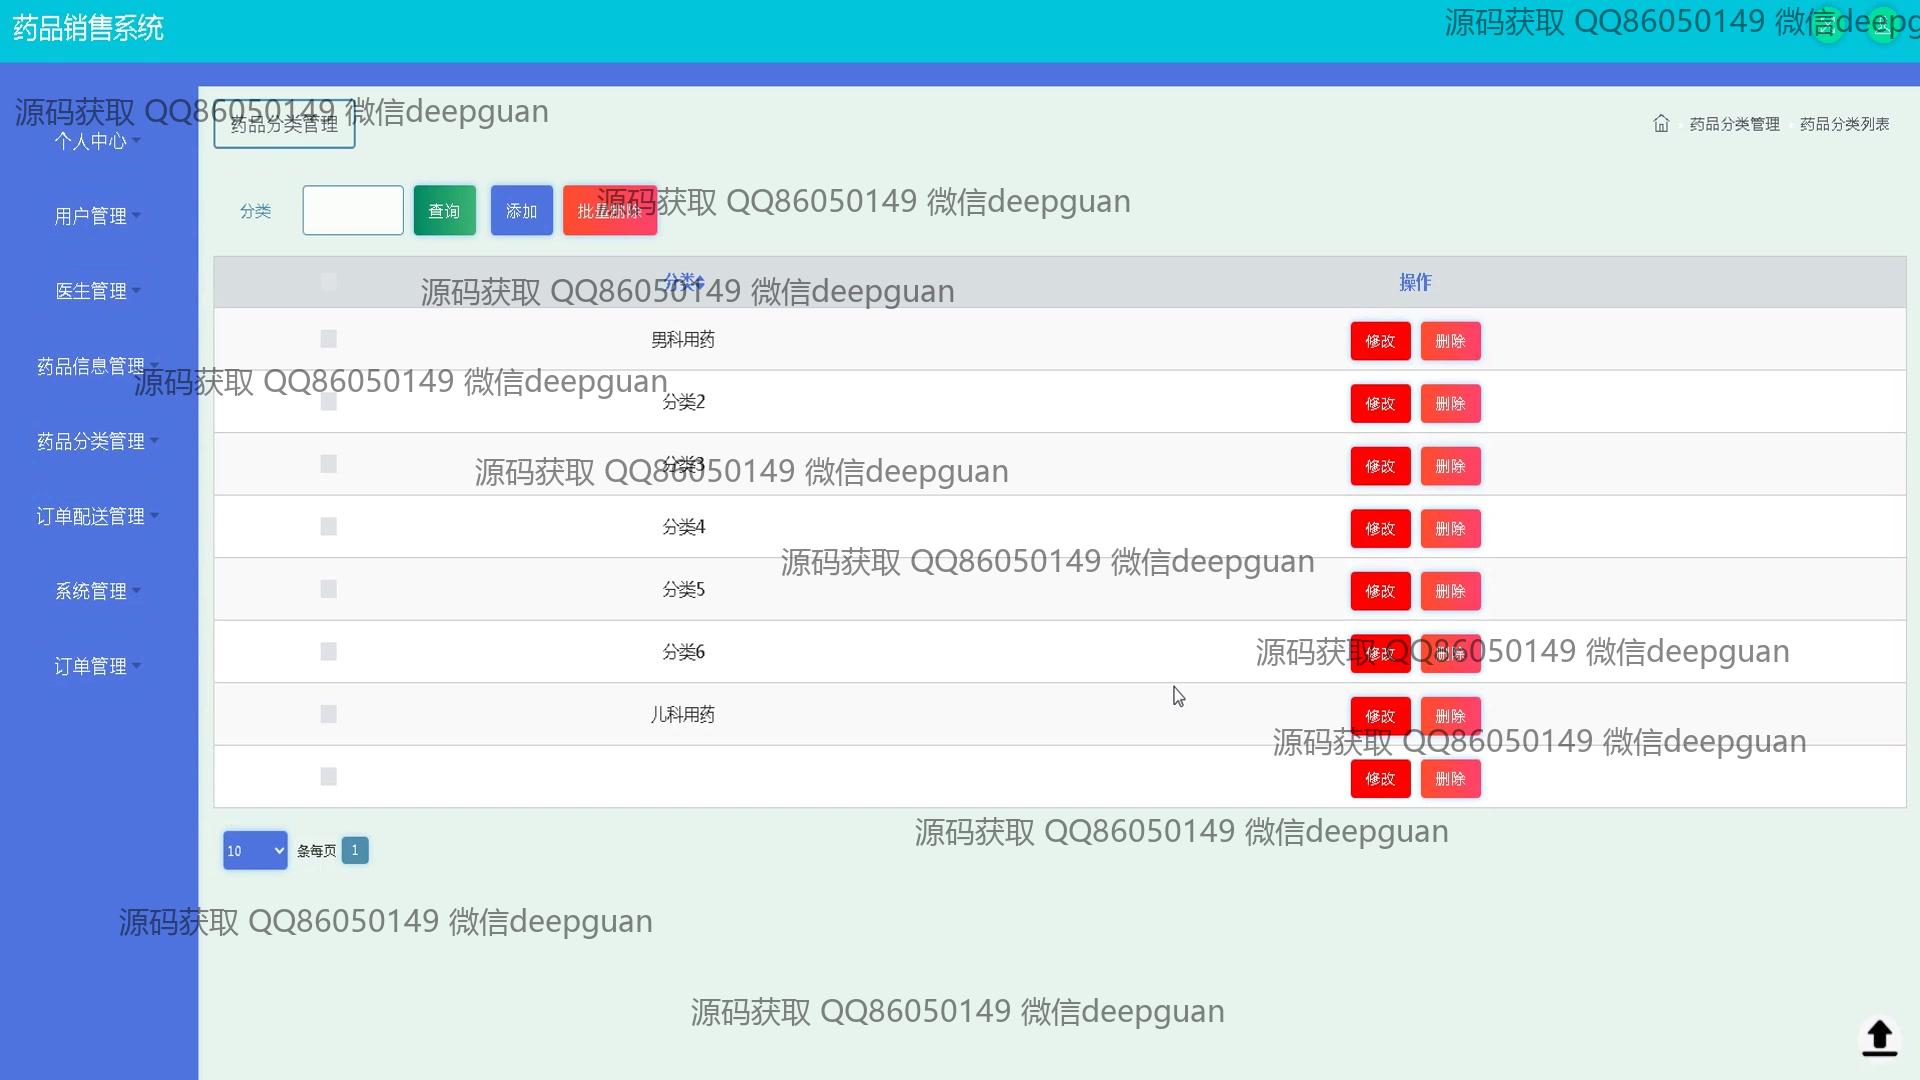 药品销售系统
源码获取 QQ86050149 微信deepg
源码获取 QQ86050149 微信deepguan
药品分类管理
药品分类管理 药品分类列表
个人中心
用户管理
医生管理
药品信息管理
药品分类管理
订单配送管理
系统管理
订单管理
分类 查询 添加 批量删除
源码获取 QQ86050149 微信deepguan
分类 操作
源码获取 QQ86050149 微信deepguan
男科用药 修改 删除
源码获取 QQ86050149 微信deepguan
分类2 修改 删除
分类3 修改 删除
源码获取 QQ86050149 微信deepguan
分类4 修改 删除
源码获取 QQ86050149 微信deepguan
分类5 修改 删除
分类6 修改 删除
源码获取 QQ86050149 微信deepguan
儿科用药 修改 删除
源码获取 QQ86050149 微信deepguan
修改 删除
源码获取 QQ86050149 微信deepguan
10 条每页 1
源码获取 QQ86050149 微信deepguan
源码获取 QQ86050149 微信deepguan